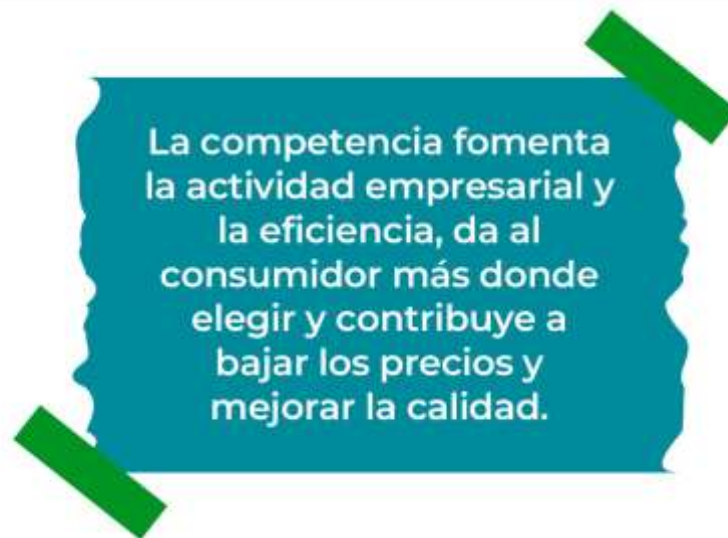 La competencia fomenta
la actividad empresarial y
la eficiencia, da al
consumidor más donde
elegir y contribuye a
bajar los precios y
mejorar la calidad.